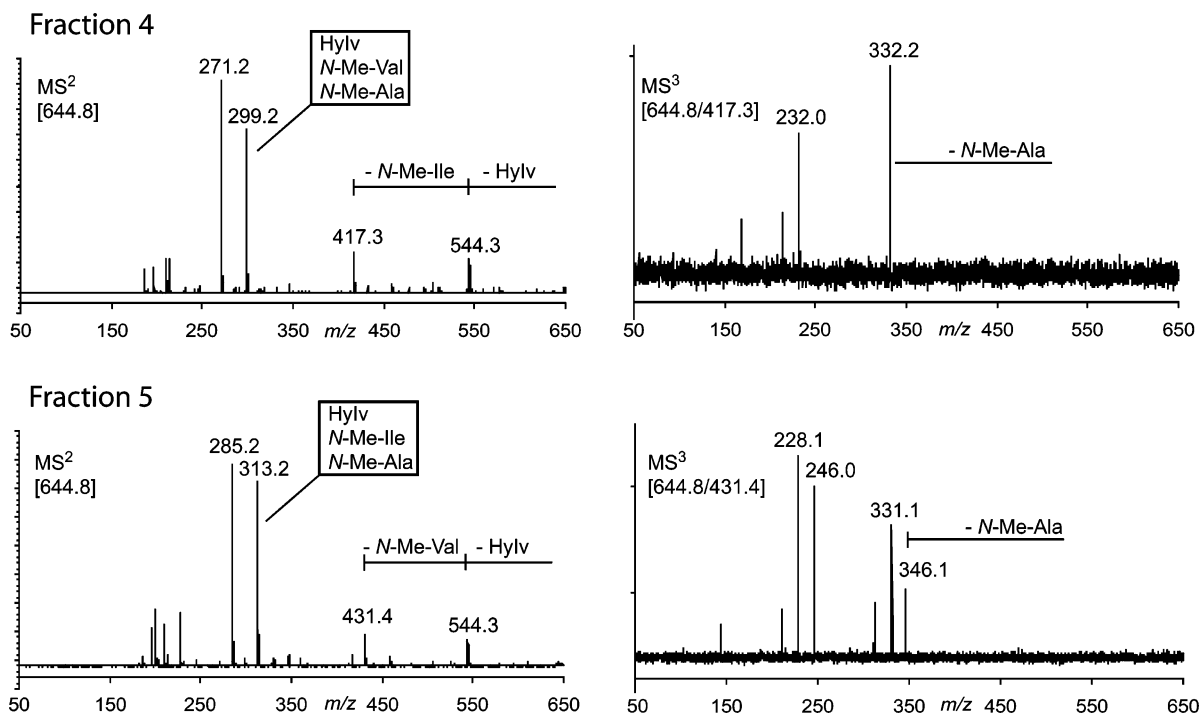 Fraction 4
MS2
[644.8]
271.2
299.2
HyIv
N-Me-Val
N-Me-Ala
- N-Me-Ile - HyIv
417.3
544.3
50 150 250 350 m/z 450 550 650
MS3
[644.8/417.3]
232.0
332.2
- N-Me-Ala
50 150 250 350 m/z 450 550 650
Fraction 5
MS2
[644.8]
285.2
313.2
HyIv
N-Me-Ile
N-Me-Ala
- N-Me-Val - HyIv
431.4
544.3
50 150 250 350 m/z 450 550 650
MS3
[644.8/431.4]
228.1
246.0
331.1
- N-Me-Ala
346.1
50 150 250 350 m/z 450 550 650